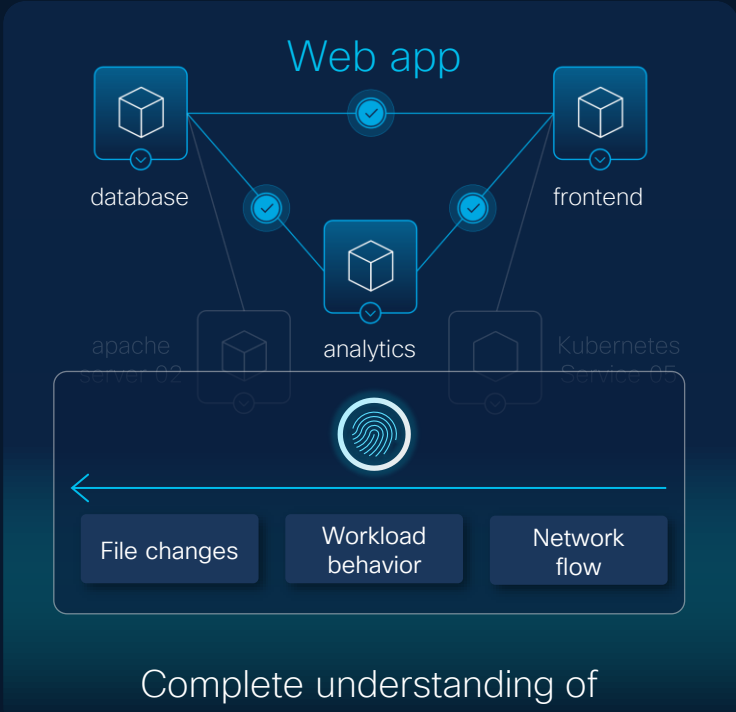 Web app
database
frontend
analytics
apache
server 02
Kubernetes
Service 05
File changes
Workload
behavior
Network
flow
Complete understanding of